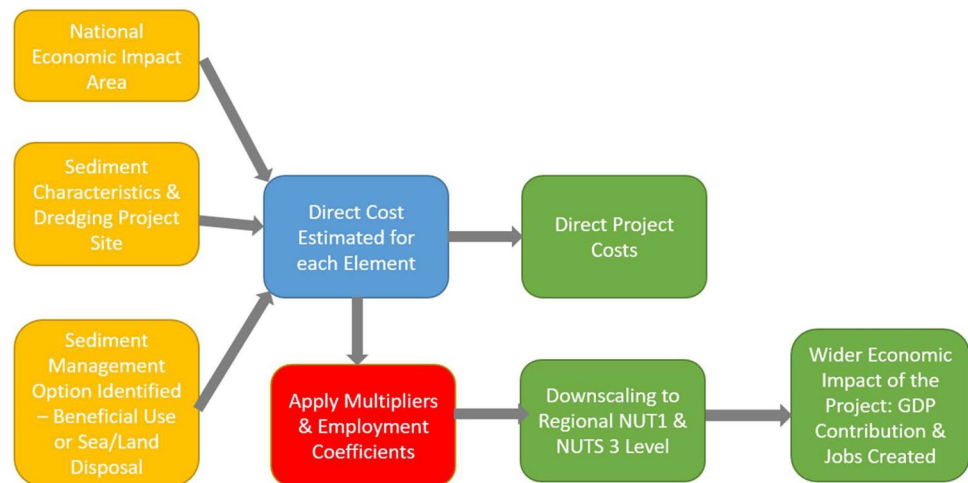 National
Economic Impact
Area
Sediment
Characteristics &
Dredging Project
Site
Sediment
Management
Option Identified
– Beneficial Use
or Sea/Land
Disposal
Direct Cost
Estimated for
each Element
Direct Project
Costs
Apply Multipliers
& Employment
Coefficients
Downscaling to
Regional NUT1 &
NUTS 3 Level
Wider Economic
Impact of the
Project: GDP
Contribution &
Jobs Created